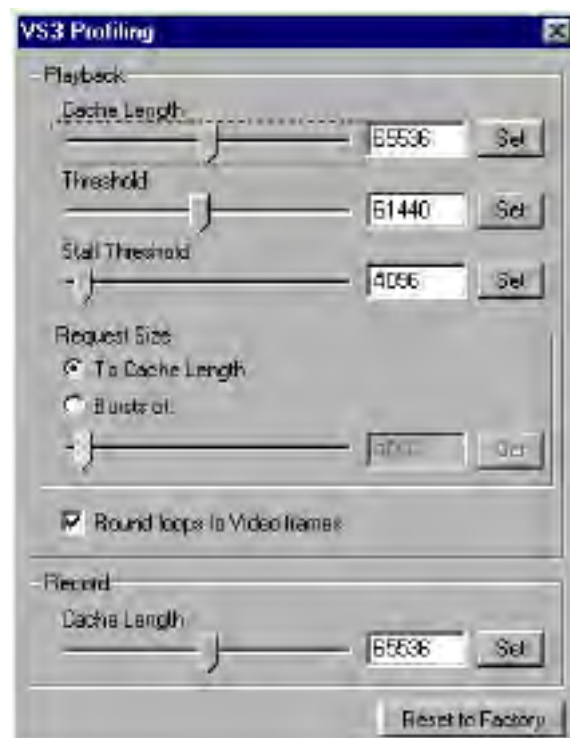 VS3 Profiling
Playback
Cache Length
65536 Set
Threshold
61440 Set
Stall Threshold
4096 Set
Request Size
To Cache Length
Bursts of:
Set
Round loops to Video frames
Record
Cache Length
65536 Set
Reset to Factory